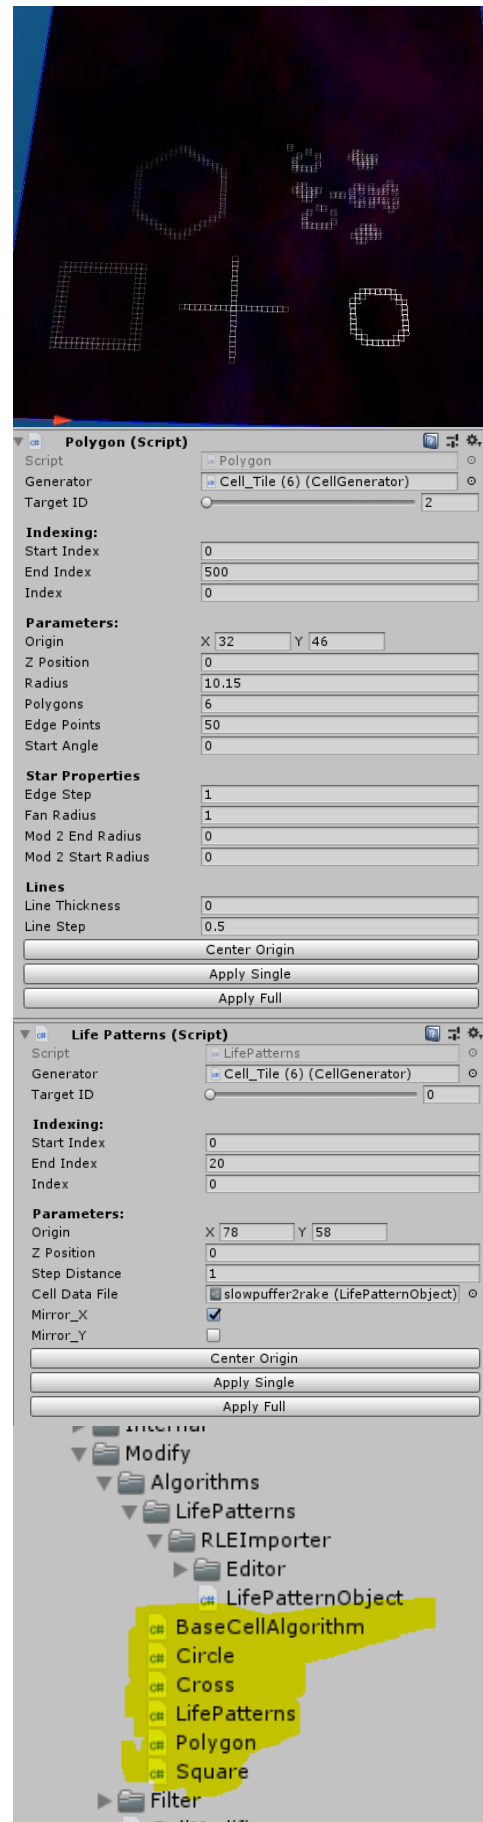 Polygon (Script)
Script Polygon
Generator Cell_Tile (6) (CellGenerator)
Target ID 2
Indexing:
Start Index 0
End Index 500
Index 0
Parameters:
Origin X 32 Y 46
Z Position 0
Radius 10.15
Polygons 6
Edge Points 50
Start Angle 0
Star Properties
Edge Step 1
Fan Radius 1
Mod 2 End Radius 0
Mod 2 Start Radius 0
Lines
Line Thickness 0
Line Step 0.5
Center Origin
Apply Single
Apply Full
Life Patterns (Script)
Script LifePatterns
Generator Cell_Tile (6) (CellGenerator)
Target ID 0
Indexing:
Start Index 0
End Index 20
Index 0
Parameters:
Origin X 78 Y 58
Z Position 0
Step Distance 1
Cell Data File slowpuffer2rake (LifePatternObject)
Mirror_X
Mirror_Y
Center Origin
Apply Single
Apply Full
Internal
Modify
Algorithms
LifePatterns
RLEImporter
Editor
c# LifePatternObject
c# BaseCellAlgorithm
c# Circle
c# Cross
c# LifePatterns
c# Polygon
c# Square
Filter